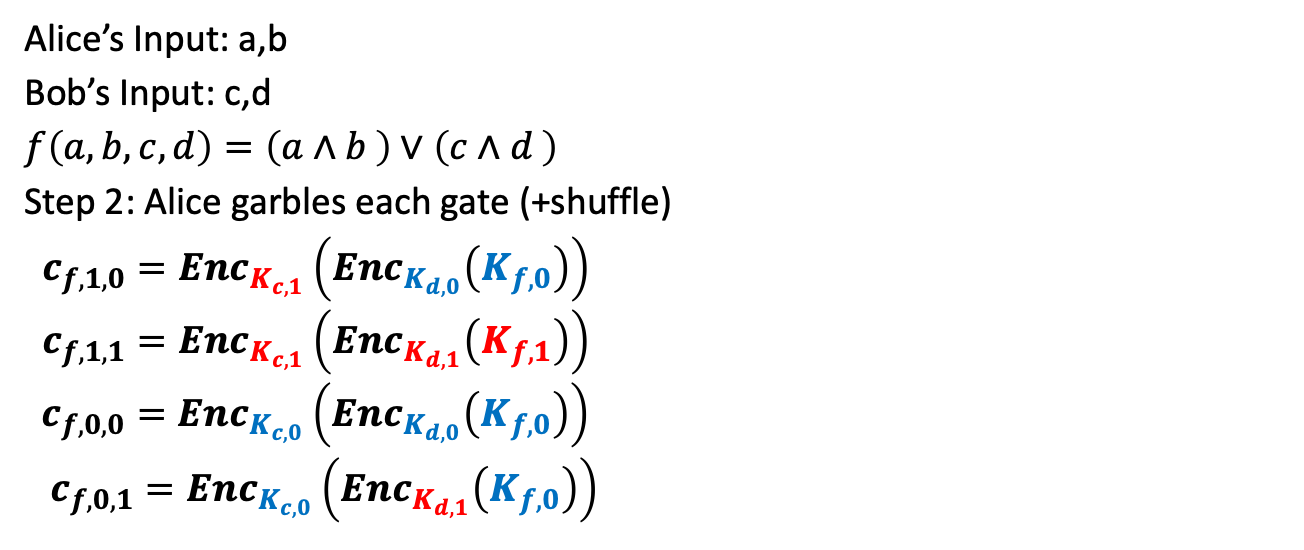 Alice’s Input: a,b
Bob’s Input: c,d
f(a, b, c, d) = (a ∧ b ) ∨ (c ∧ d )
Step 2: Alice garbles each gate (+shuffle)
c_{f,1,0} = Enc_{K_{c,1}} (Enc_{K_{d,0}}(K_{f,0}))
c_{f,1,1} = Enc_{K_{c,1}} (Enc_{K_{d,1}}(K_{f,1}))
c_{f,0,0} = Enc_{K_{c,0}} (Enc_{K_{d,0}}(K_{f,0}))
c_{f,0,1} = Enc_{K_{c,0}} (Enc_{K_{d,1}}(K_{f,0}))